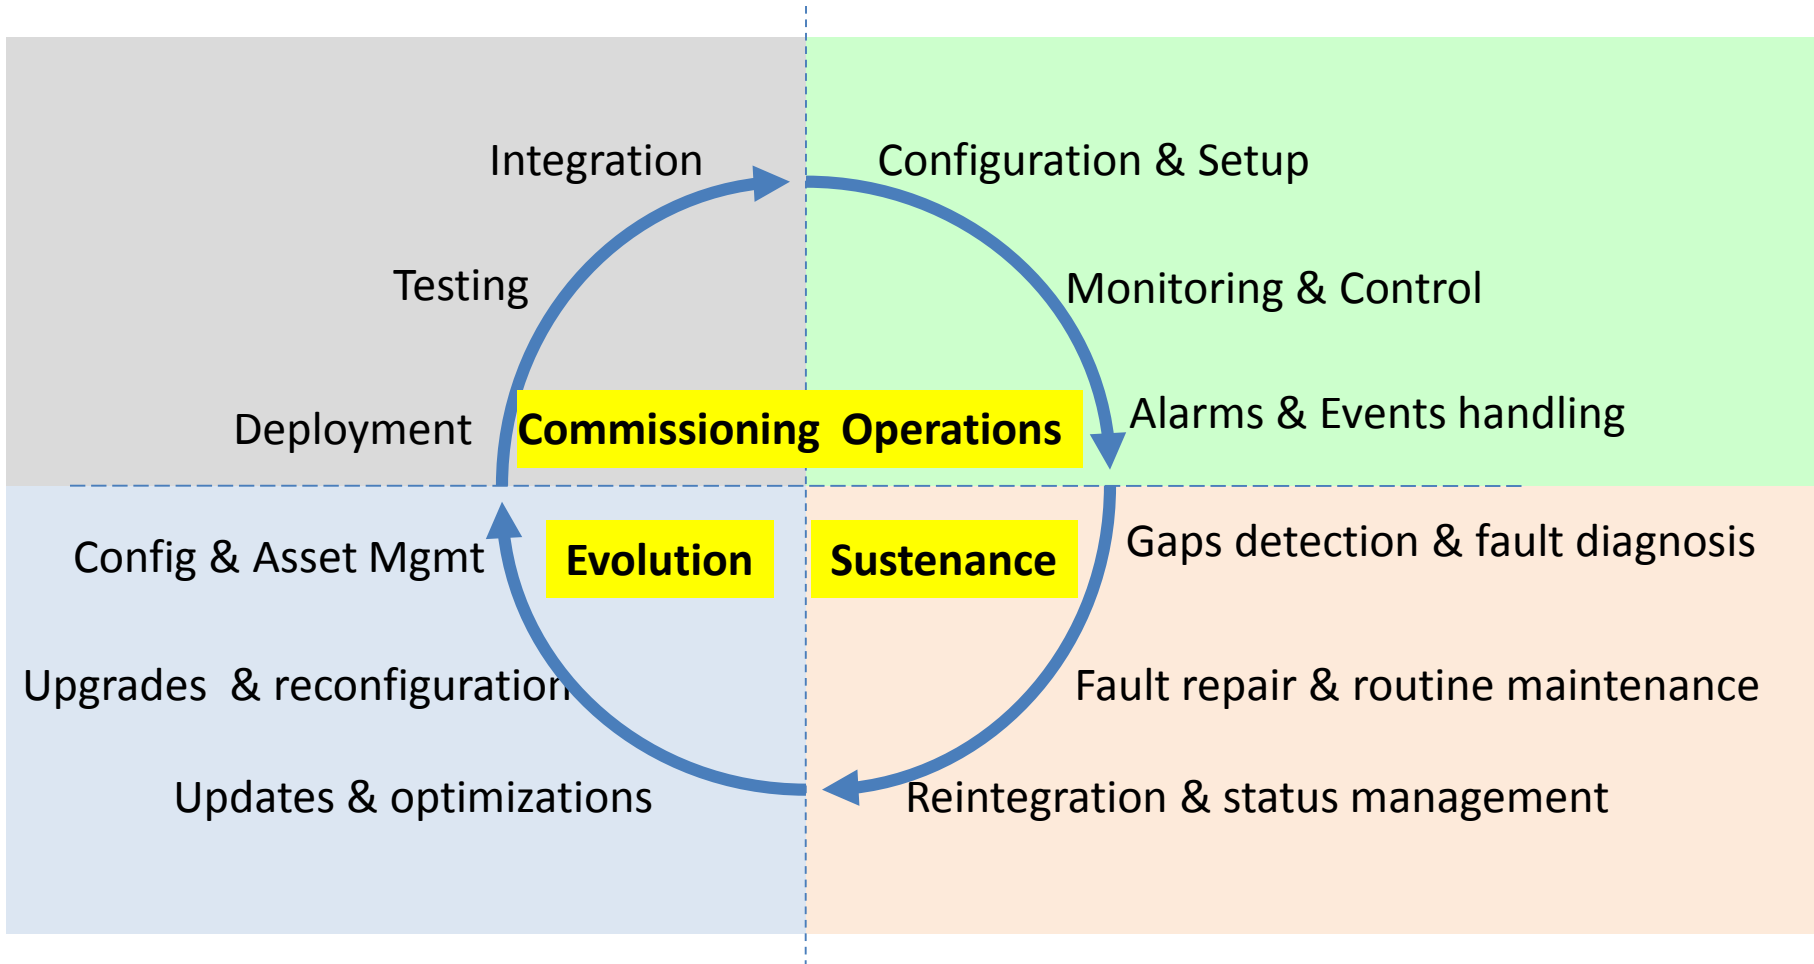 Integration
Configuration & Setup
Testing
Monitoring & Control
Deployment
Commissioning Operations
Alarms & Events handling
Config & Asset Mgmt
Evolution
Sustenance
Gaps detection & fault diagnosis
Upgrades & reconfiguration
Fault repair & routine maintenance
Updates & optimizations
Reintegration & status management